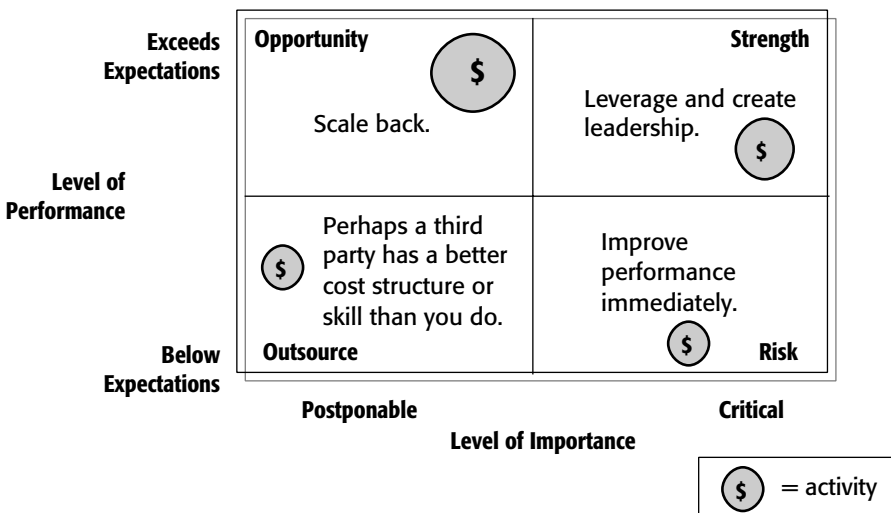 Exceeds
Expectations
Opportunity
$
Scale back.
Strength
Leverage and create
leadership.
$
Level of
Performance
$
Perhaps a third
party has a better
cost structure or
skill than you do.
Outsource
Improve
performance
immediately.
$
Risk
Below
Expectations
Postponable
Critical
Level of Importance
$ = activity